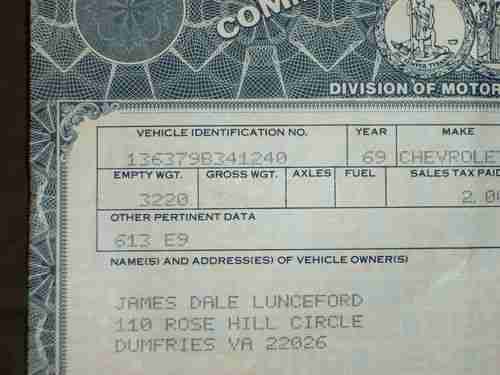 COM
DIVISION OF MOTOR
VEHICLE IDENTIFICATION NO. YEAR MAKE
136379B341240 69 CHEVROLE
EMPTY WGT. GROSS WGT. AXLES FUEL SALES TAX PAID
3220 2.0
OTHER PERTINENT DATA
613 E9
NAME(S) AND ADDRESS(ES) OF VEHICLE OWNER(S)
JAMES DALE LUNCEFORD
110 ROSE HILL CIRCLE
DUMFRIES VA 22026